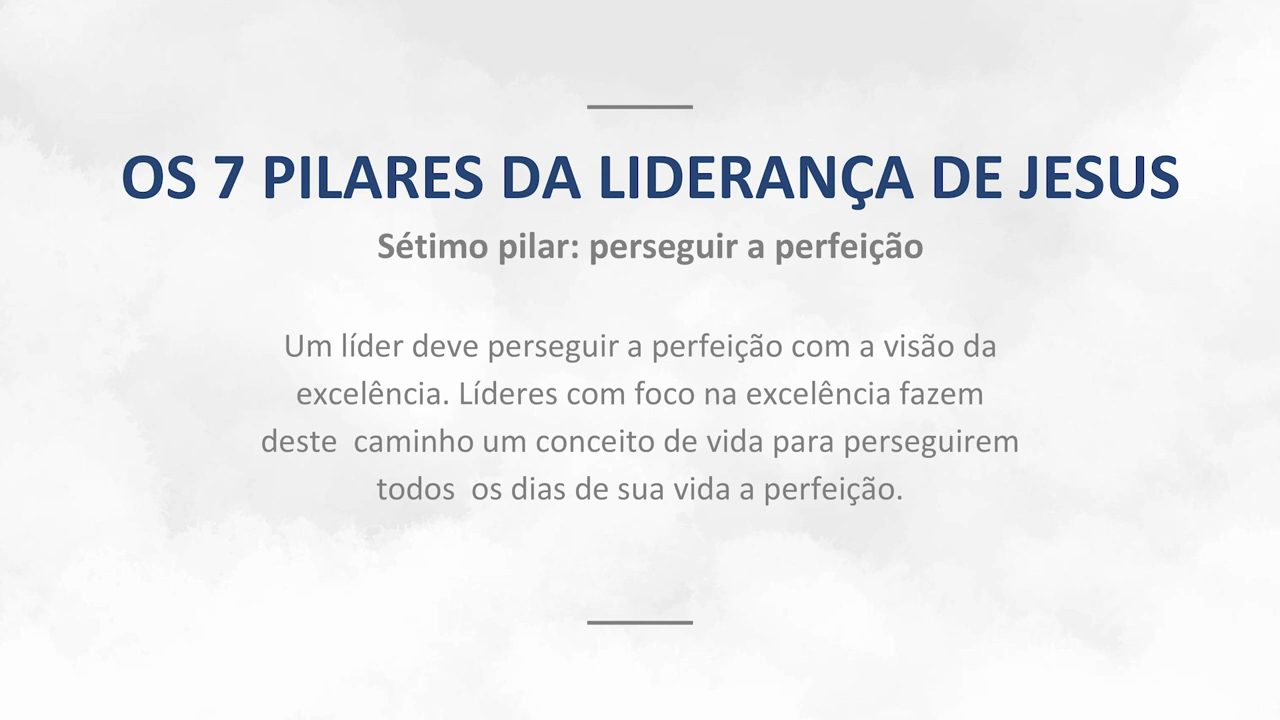 OS 7 PILARES DA LIDERANÇA DE JESUS
Sétimo pilar: perseguir a perfeição
Um líder deve perseguir a perfeição com a visão da
excelência. Líderes com foco na excelência fazem
deste  caminho um conceito de vida para perseguirem
todos  os dias de sua vida a perfeição.